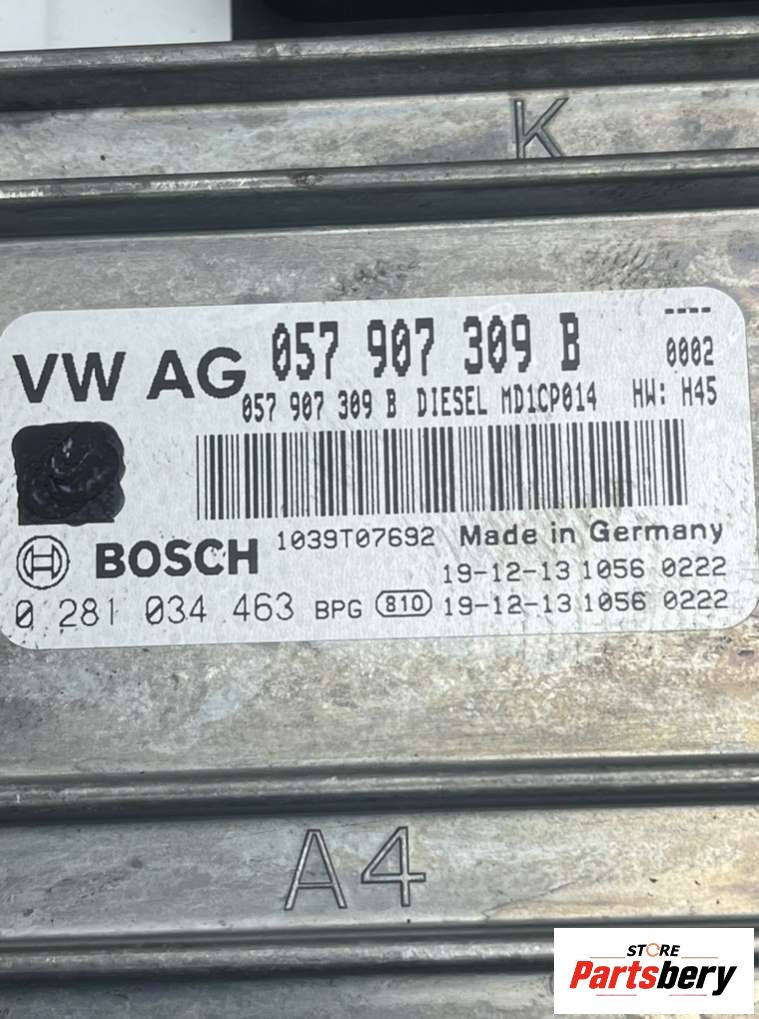 K
VW AG 057 907 309 B ----
0002
057 907 309 B DIESEL MD1CP014 HW: H45
BOSCH 1039T07692 Made in Germany
19-12-13 1056 0222
0 281 034 463 BPG 810 19-12-13 1056 0222
A4
STORE
Partsbery